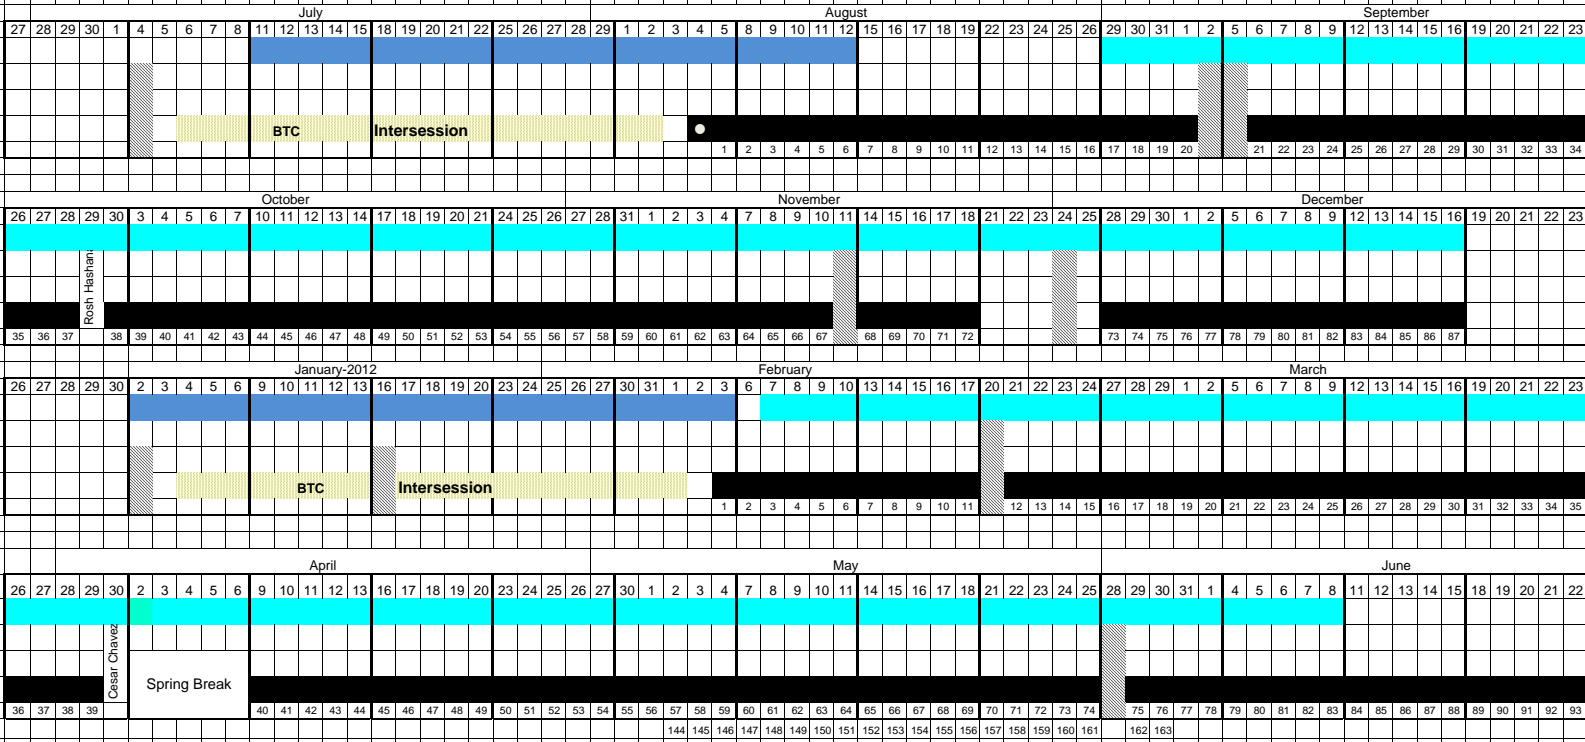 July August September
27 28 29 30 1 4 5 6 7 8 11 12 13 14 15 18 19 20 21 22 25 26 27 28 29 1 2 3 4 5 8 9 10 11 12 15 16 17 18 19 22 23 24 25 26 29 30 31 1 2 5 6 7 8 9 12 13 14 15 16 19 20 21 22 23
BTC Intersession
1 2 3 4 5 6 7 8 9 10 11 12 13 14 15 16 17 18 19 20 21 22 23 24 25 26 27 28 29 30 31 32 33 34
October November December
26 27 28 29 30 3 4 5 6 7 10 11 12 13 14 17 18 19 20 21 24 25 26 27 28 31 1 2 3 4 7 8 9 10 11 14 15 16 17 18 21 22 23 24 25 28 29 30 1 2 5 6 7 8 9 12 13 14 15 16 19 20 21 22 23
Rosh Hashana
35 36 37 38 39 40 41 42 43 44 45 46 47 48 49 50 51 52 53 54 55 56 57 58 59 60 61 62 63 64 65 66 67 68 69 70 71 72 73 74 75 76 77 78 79 80 81 82 83 84 85 86 87
January-2012 February March
26 27 28 29 30 2 3 4 5 6 9 10 11 12 13 16 17 18 19 20 23 24 25 26 27 30 31 1 2 3 6 7 8 9 10 13 14 15 16 17 20 21 22 23 24 27 28 29 1 2 5 6 7 8 9 12 13 14 15 16 19 20 21 22 23
BTC Intersession
1 2 3 4 5 6 7 8 9 10 11 12 13 14 15 16 17 18 19 20 21 22 23 24 25 26 27 28 29 30 31 32 33 34 35
April May June
26 27 28 29 30 2 3 4 5 6 9 10 11 12 13 16 17 18 19 20 23 24 25 26 27 30 1 2 3 4 7 8 9 10 11 14 15 16 17 18 21 22 23 24 25 28 29 30 31 1 4 5 6 7 8 11 12 13 14 15 18 19 20 21 22
Cesar Chavez
Spring Break
36 37 38 39 40 41 42 43 44 45 46 47 48 49 50 51 52 53 54 55 56 57 58 59 60 61 62 63 64 65 66 67 68 69 70 71 72 73 74 75 76 77 78 79 80 81 82 83 84 85 86 87 88 89 90 91 92 93
144 145 146 147 148 149 150 151 152 153 154 155 156 157 158 159 160 161 162 163